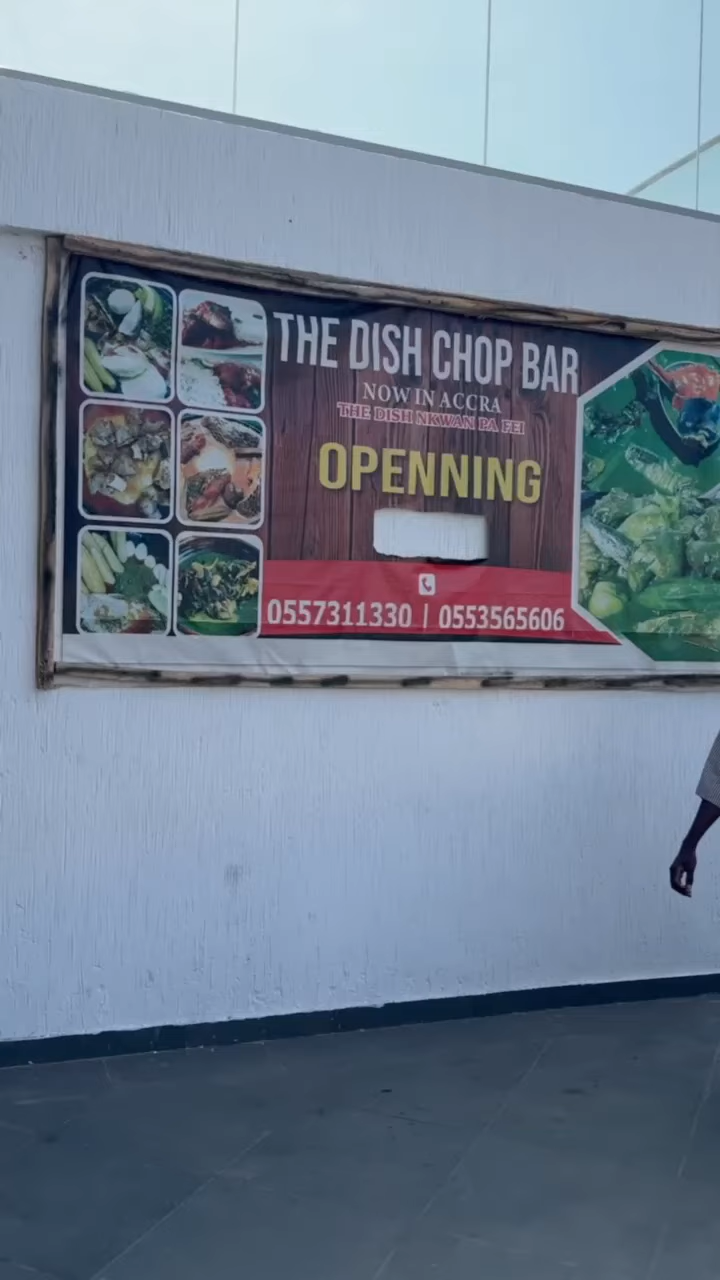 THE DISH CHOP BAR
NOW IN ACCRA
THE DISH NKWAN PA FEI
OPENNING
0557311330 | 0553565606